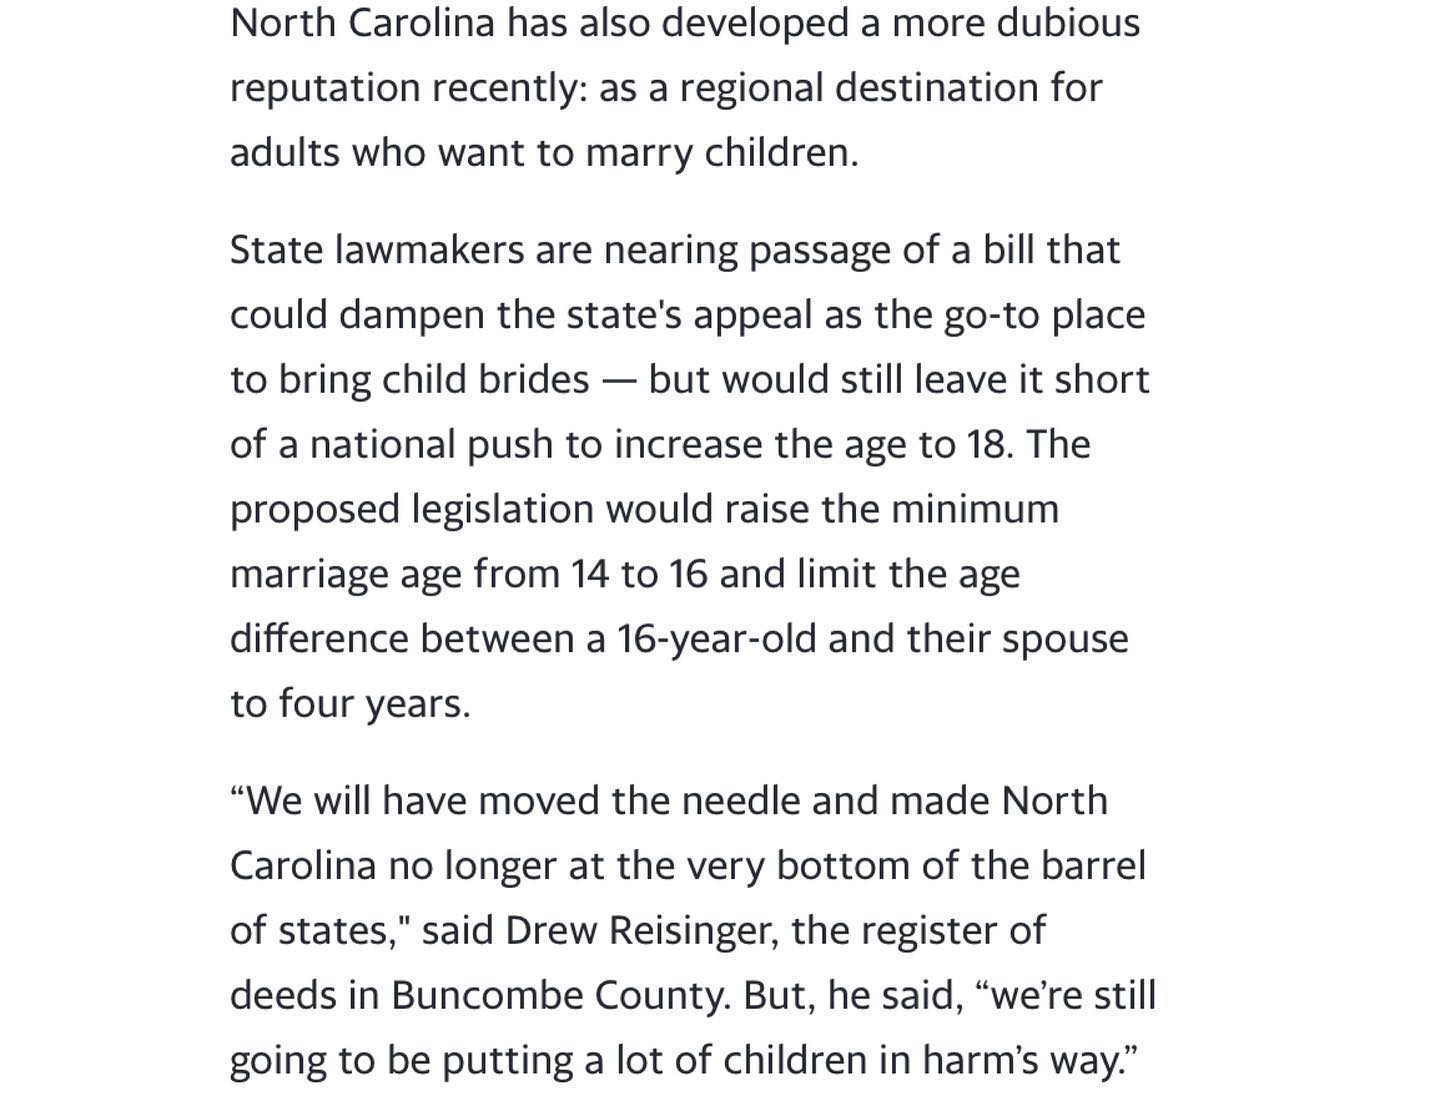 North Carolina has also developed a more dubious
reputation recently: as a regional destination for
adults who want to marry children.
State lawmakers are nearing passage of a bill that
could dampen the state's appeal as the go-to place
to bring child brides — but would still leave it short
of a national push to increase the age to 18. The
proposed legislation would raise the minimum
marriage age from 14 to 16 and limit the age
difference between a 16-year-old and their spouse
to four years.
“We will have moved the needle and made North
Carolina no longer at the very bottom of the barrel
of states," said Drew Reisinger, the register of
deeds in Buncombe County. But, he said, “we’re still
going to be putting a lot of children in harm’s way.”